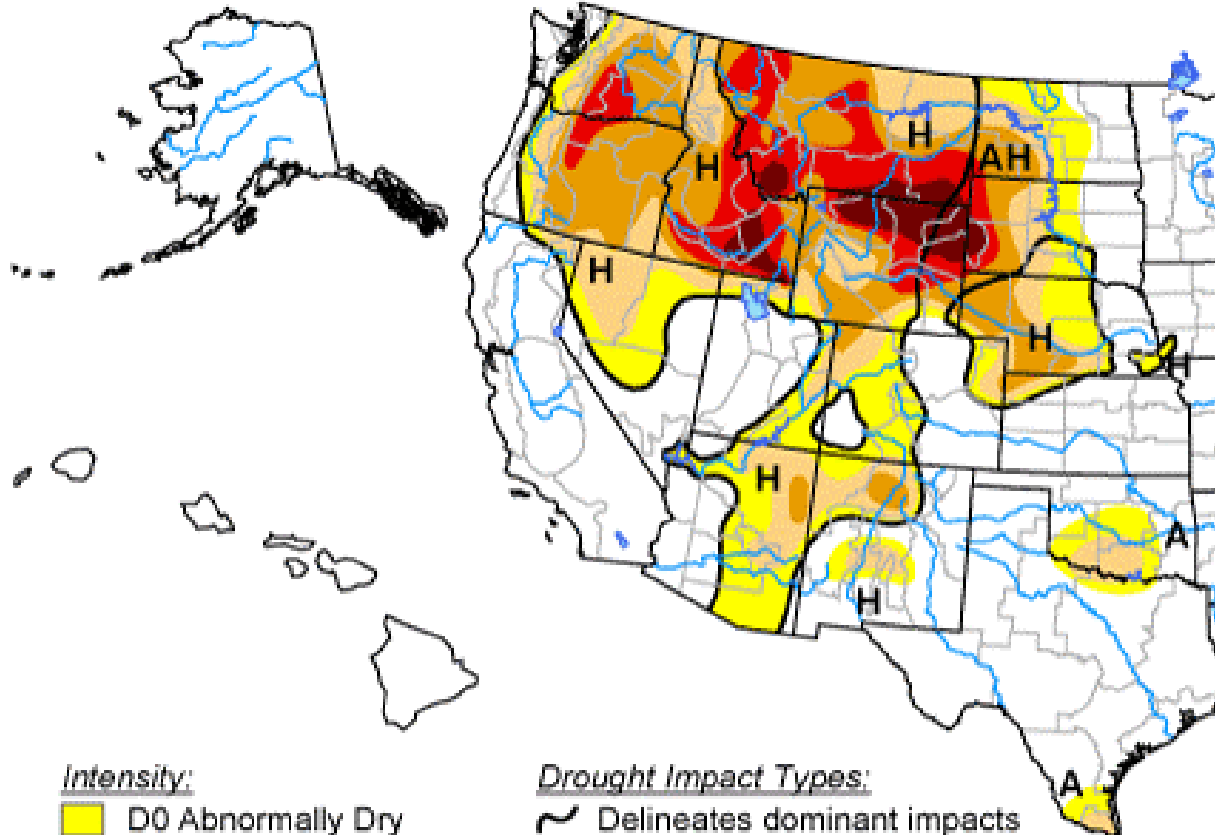 H
H
AH
H
H
H
H
A
H
A
Intensity:
D0 Abnormally Dry
Drought Impact Types:
Delineates dominant impacts